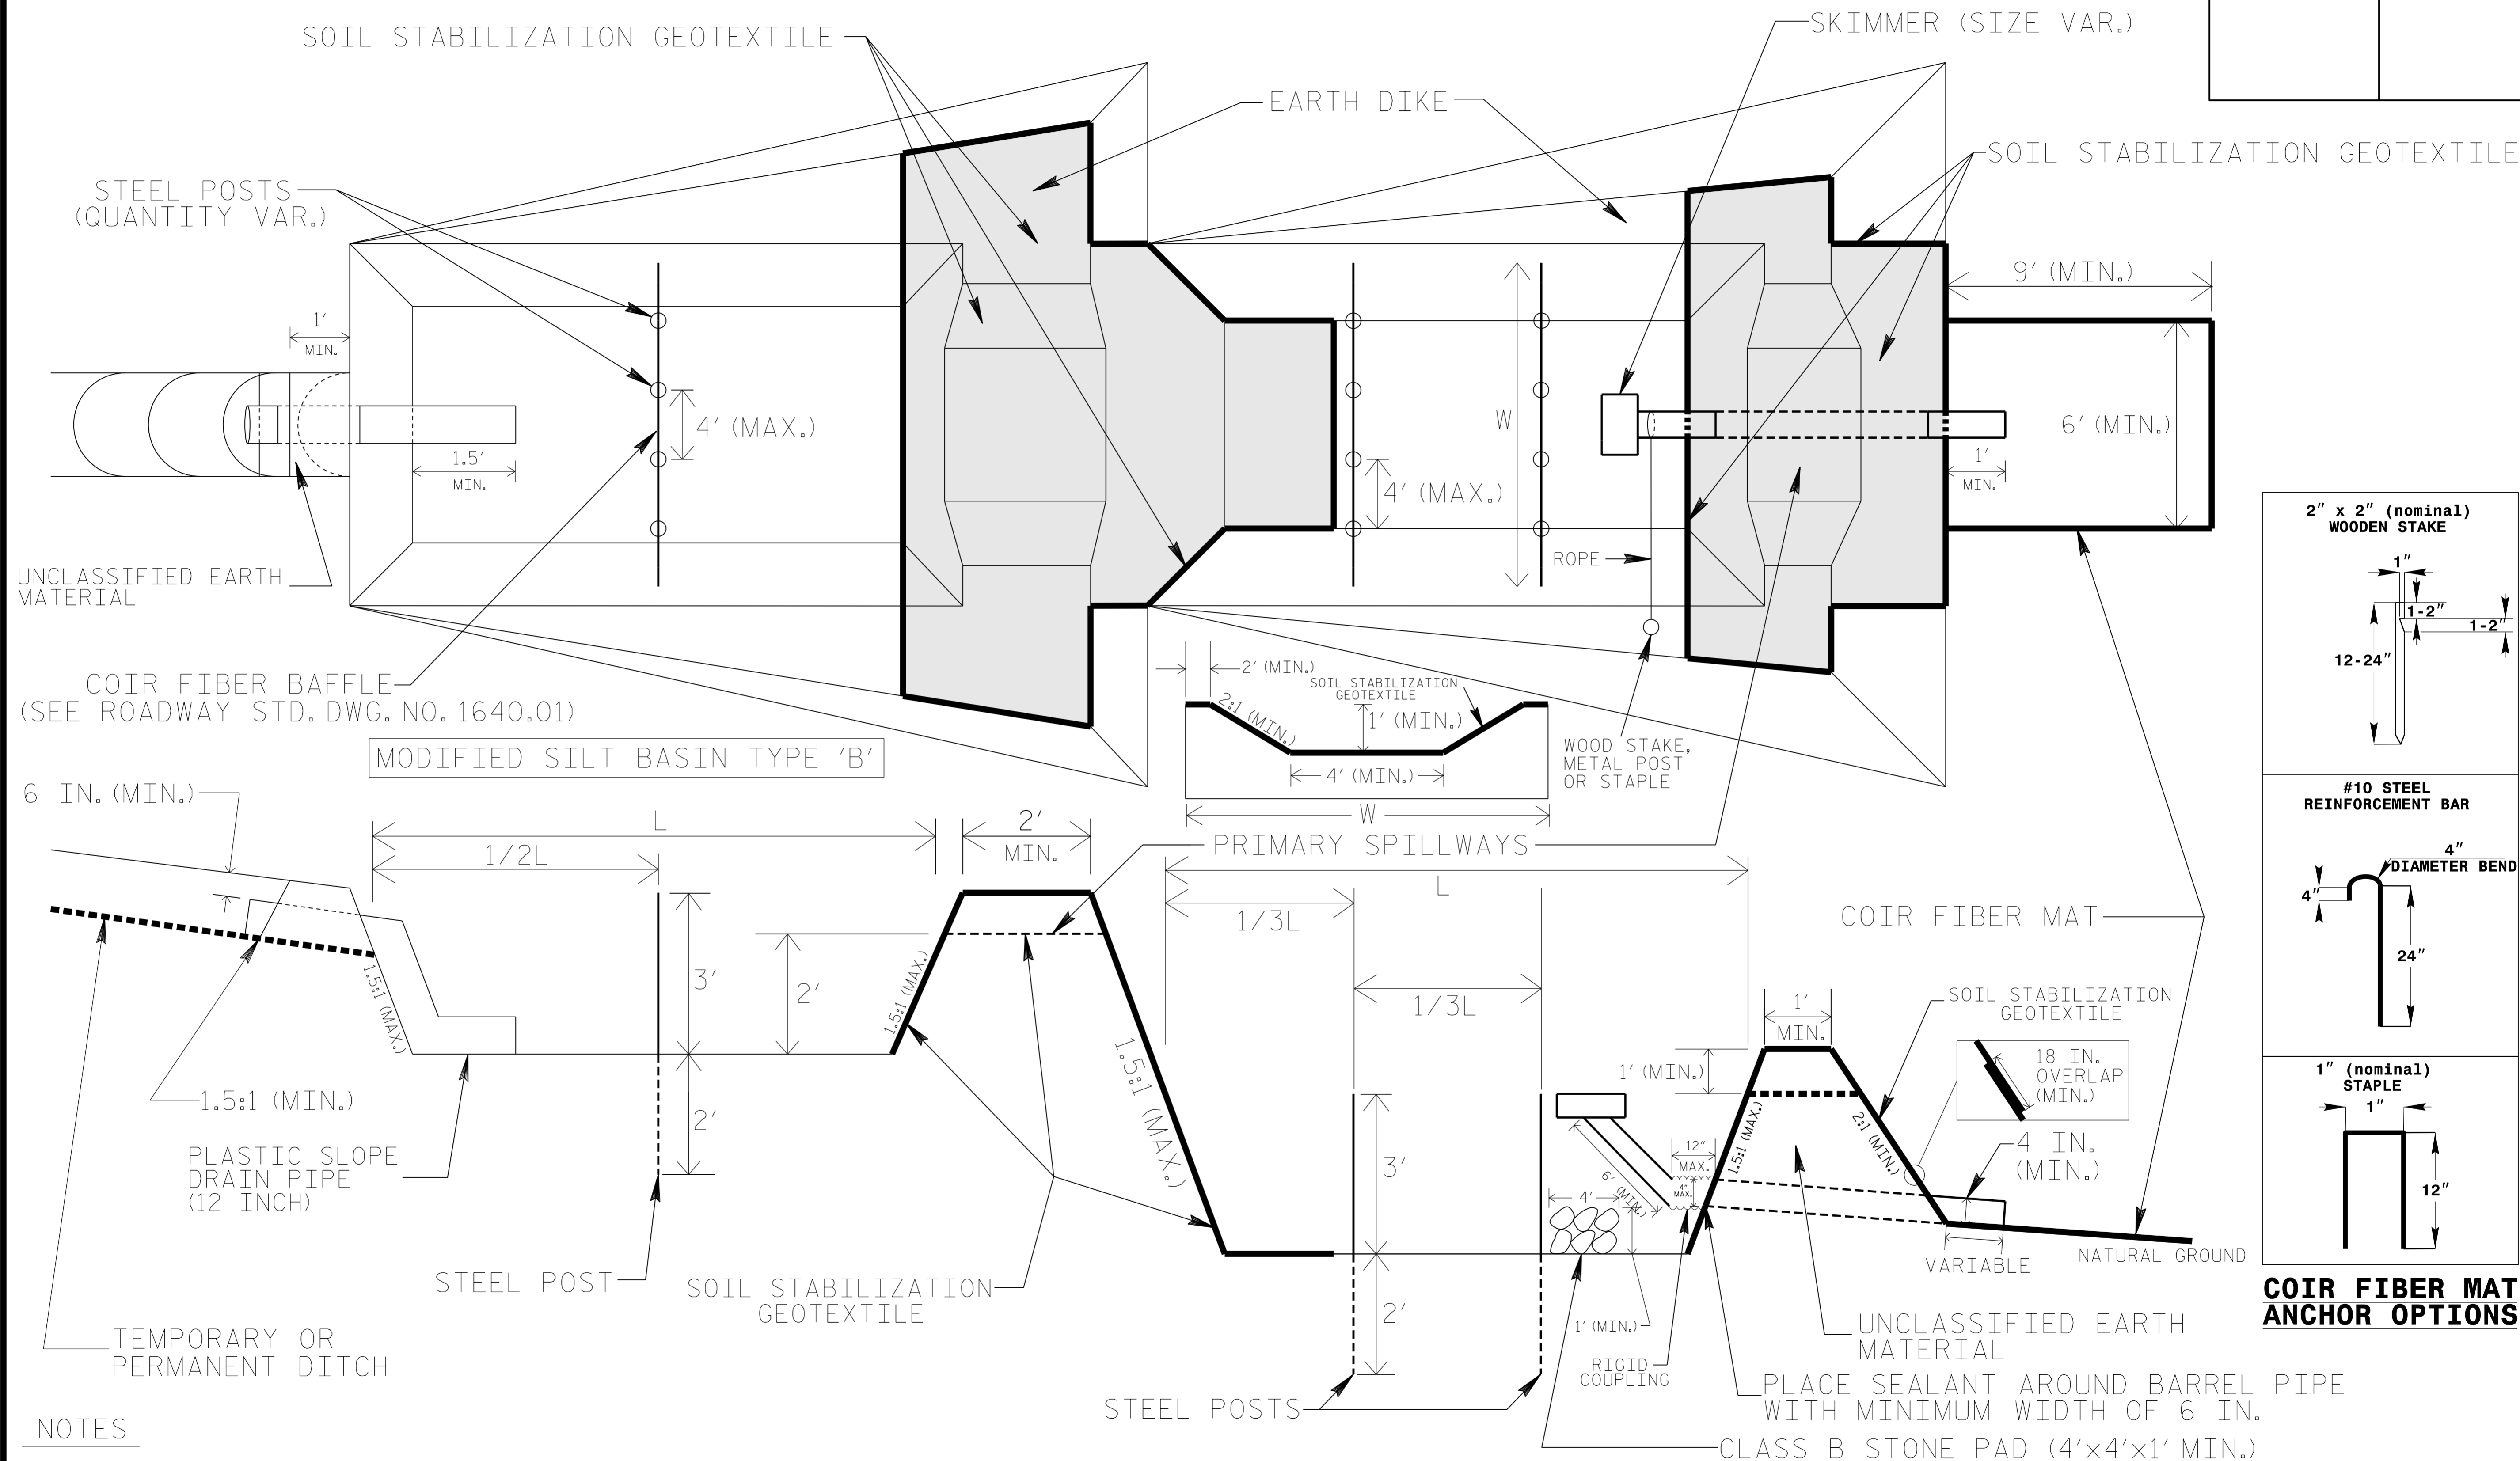 SOIL STABILIZATION GEOTEXTILE
SKIMMER (SIZE VAR.)
EARTH DIKE
SOIL STABILIZATION GEOTEXTILE
STEEL POSTS
(QUANTITY VAR.)
9' (MIN.)
1'
MIN.
4' (MAX.)
W
6' (MIN.)
1.5'
MIN.
4' (MAX.)
1'
MIN.
ROPE
UNCLASSIFIED EARTH
MATERIAL
COIR FIBER BAFFLE
(SEE ROADWAY STD. DWG. NO. 1640.01)
MODIFIED SILT BASIN TYPE 'B'
2' (MIN.)
SOIL STABILIZATION
GEOTEXTILE
2:1 (MIN.)
1' (MIN.)
4' (MIN.)
W
WOOD STAKE,
METAL POST
OR STAPLE
2" x 2" (nominal)
WOODEN STAKE
1"
1-2"
1-2"
12-24"
#10 STEEL
REINFORCEMENT BAR
4"
DIAMETER BEND
4"
24"
1" (nominal)
STAPLE
1"
12"
COIR FIBER MAT
ANCHOR OPTIONS
6 IN. (MIN.)
L
1/2L
2'
MIN.
PRIMARY SPILLWAYS
L
1/3L
1/3L
COIR FIBER MAT
1.5:1 (MAX.)
3'
2'
1.5:1 (MAX.)
2'
1.5:1 (MAX.)
1.5:1 (MIN.)
PLASTIC SLOPE
DRAIN PIPE
(12 INCH)
STEEL POST
SOIL STABILIZATION
GEOTEXTILE
TEMPORARY OR
PERMANENT DITCH
1'
MIN.
1' (MIN.)
SOIL STABILIZATION
GEOTEXTILE
18 IN.
OVERLAP
(MIN.)
12"
MAX.
4"
MAX.
6' (MIN.)
4'
1.5:1 (MAX.)
2:1 (MIN.)
4 IN.
(MIN.)
3'
2'
1' (MIN.)
VARIABLE
NATURAL GROUND
RIGID
COUPLING
UNCLASSIFIED EARTH
MATERIAL
STEEL POSTS
PLACE SEALANT AROUND BARREL PIPE
WITH MINIMUM WIDTH OF 6 IN.
CLASS B STONE PAD (4'x4'x1' MIN.)
NOTES